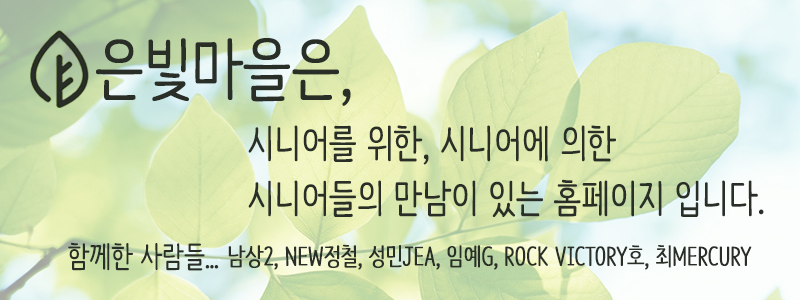 은빛마을은,
시니어를 위한, 시니어에 의한
시니어들의 만남이 있는 홈페이지 입니다.
함께한 사람들... 남상2, NEW정철, 성민JEA, 임예G, ROCK VICTORY호, 최MERCURY